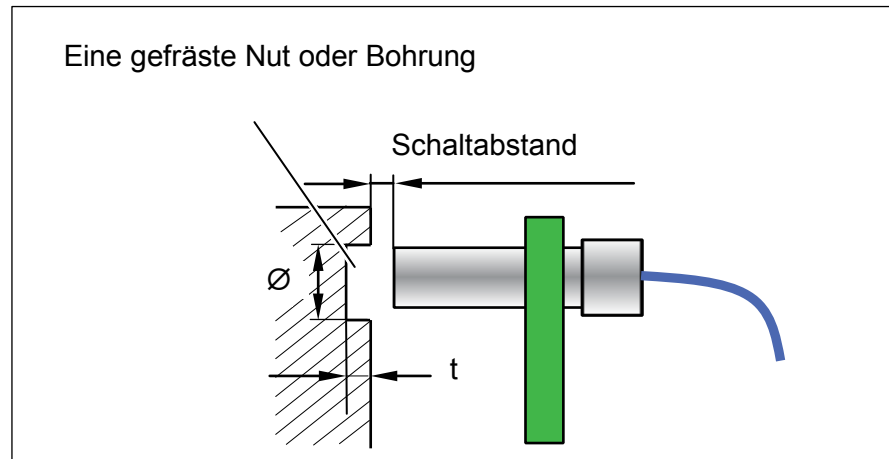 Eine gefräste Nut oder Bohrung
Schaltabstand
Ø
t